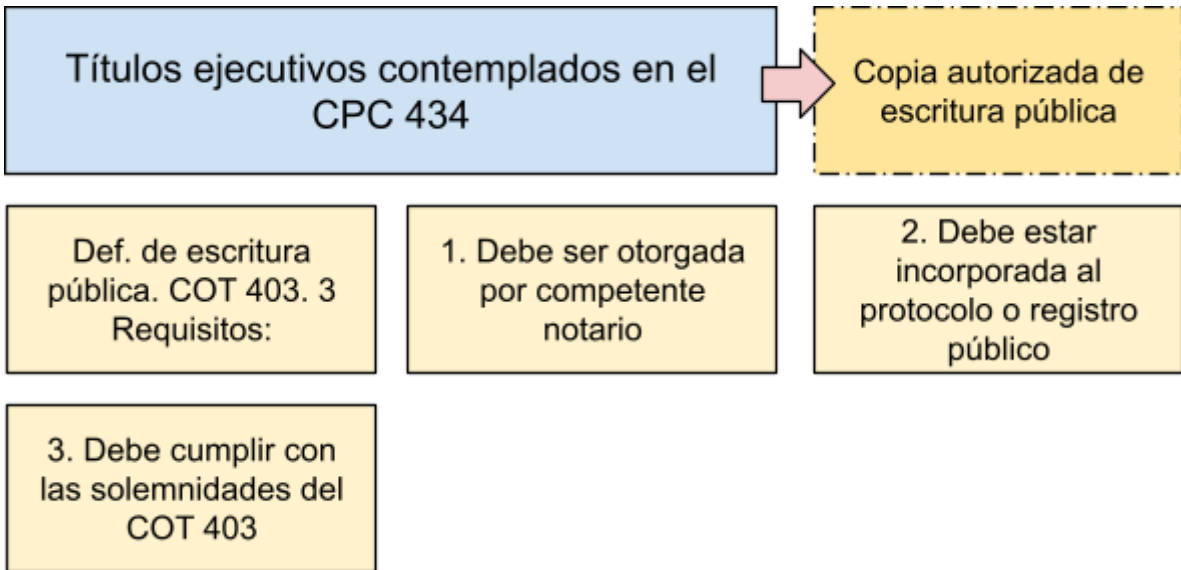 Títulos ejecutivos contemplados en el
CPC 434
Copia autorizada de
escritura pública
Def. de escritura
pública. COT 403. 3
Requisitos:
1. Debe ser otorgada
por competente
notario
2. Debe estar
incorporada al
protocolo o registro
público
3. Debe cumplir con
las solemnidades del
COT 403